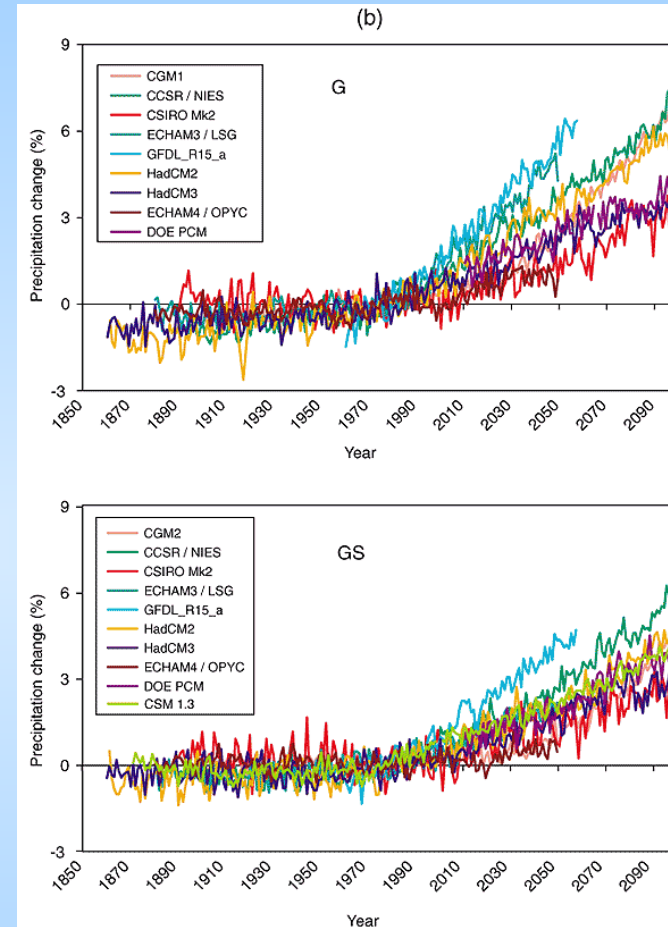 (b)
9
6
3
0
-3
Precipitation change (%)
CGM1
CCSR / NIES
CSIRO Mk2
ECHAM3 / LSG
GFDL_R15_a
HadCM2
HadCM3
ECHAM4 / OPYC
DOE PCM
G
1850 1870 1890 1910 1930 1950 1970 1990 2010 2030 2050 2070 2090
Year
9
6
3
0
-3
Precipitation change (%)
CGM2
CCSR / NIES
CSIRO Mk2
ECHAM3 / LSG
GFDL_R15_a
HadCM2
HadCM3
ECHAM4 / OPYC
DOE PCM
CSM 1.3
GS
1850 1870 1890 1910 1930 1950 1970 1990 2010 2030 2050 2070 2090
Year